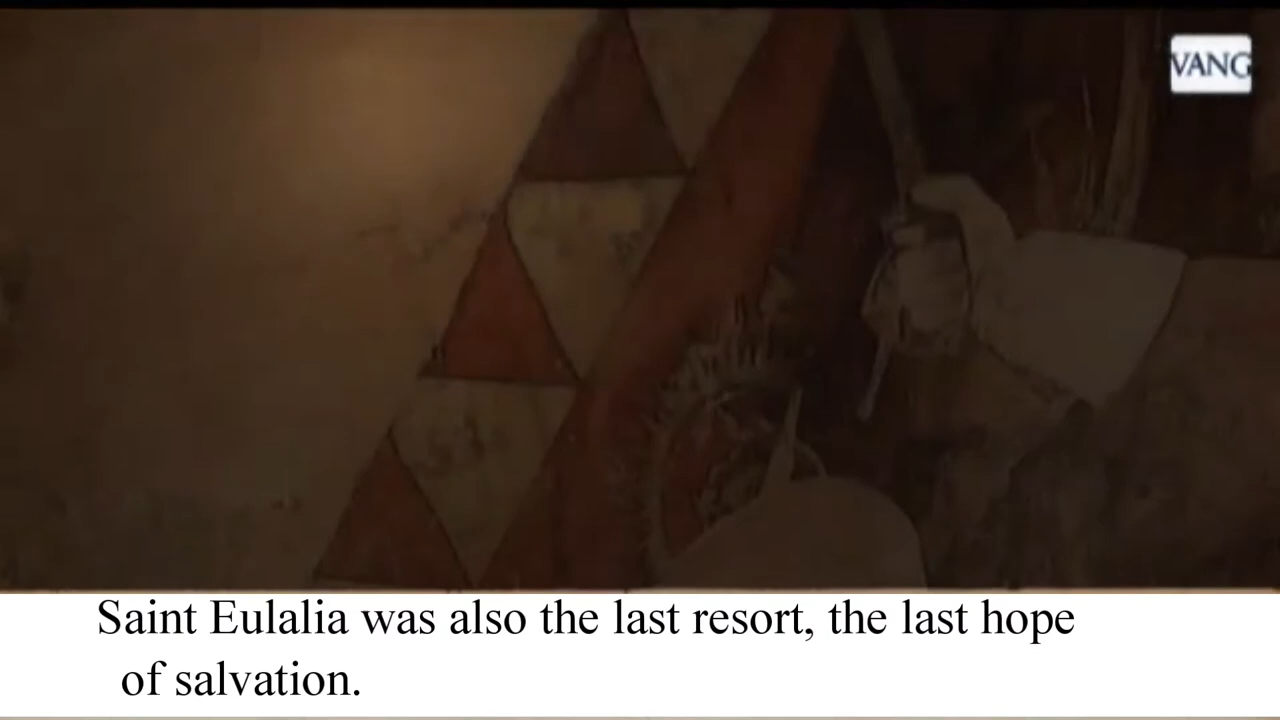 VANG
Saint Eulalia was also the last resort, the last hope
of salvation.